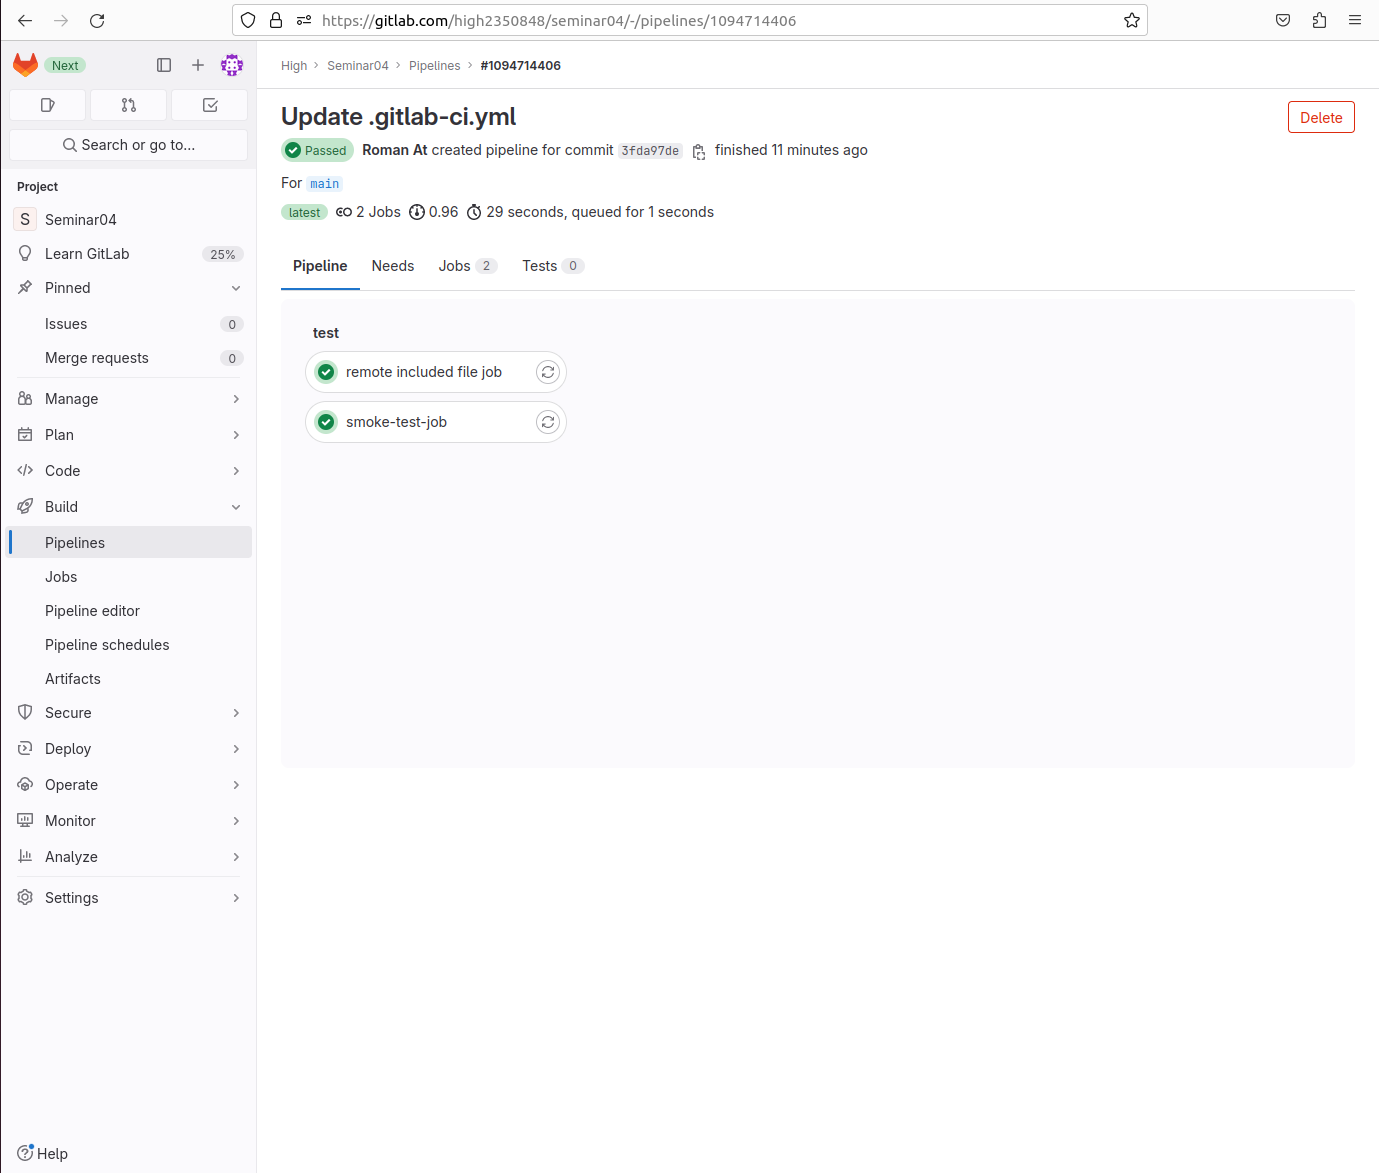 https://gitlab.com/high2350848/seminar04/-/pipelines/1094714406
Next
Search or go to...
Project
S Seminar04
Learn GitLab 25%
Pinned
Issues 0
Merge requests 0
Manage
Plan
Code
Build
Pipelines
Jobs
Pipeline editor
Pipeline schedules
Artifacts
Secure
Deploy
Operate
Monitor
Analyze
Settings
Help
High › Seminar04 › Pipelines › #1094714406
Update .gitlab-ci.yml
Delete
Passed Roman At created pipeline for commit 3fda97de finished 11 minutes ago
For main
latest 2 Jobs 0.96 29 seconds, queued for 1 seconds
Pipeline Needs Jobs 2 Tests 0
test
remote included file job
smoke-test-job